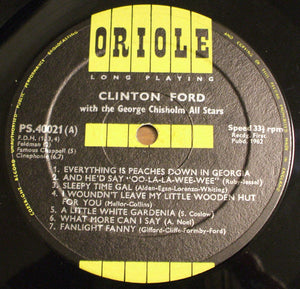 ORIOLE
LONG PLAYING
CLINTON FORD
with the George Chisholm All Stars
PS.40021 (A)
P.D.H. (1, 3, 4)
Feldman (2)
Famous Chappell (5)
Cinephonic (6,7)
Speed 33⅓ rpm
Recdg. First
Pubd. 1962
1. EVERYTHING IS PEACHES DOWN IN GEORGIA
2. AND HE'D SAY "OO-LA-LA-WEE-WEE" (Ruby-Jessel)
3. SLEEPY TIME GAL (Alden-Egan-Lorenzo-Whiting)
4. I WOULDN'T LEAVE MY LITTLE WOODEN HUT
FOR YOU (Mellor-Collins)
5. A LITTLE WHITE GARDENIA (S. Coslow)
6. WHAT MORE CAN I SAY (A. Noel)
7. FANLIGHT FANNY (Gifford-Cliffe-Formby-Ford)